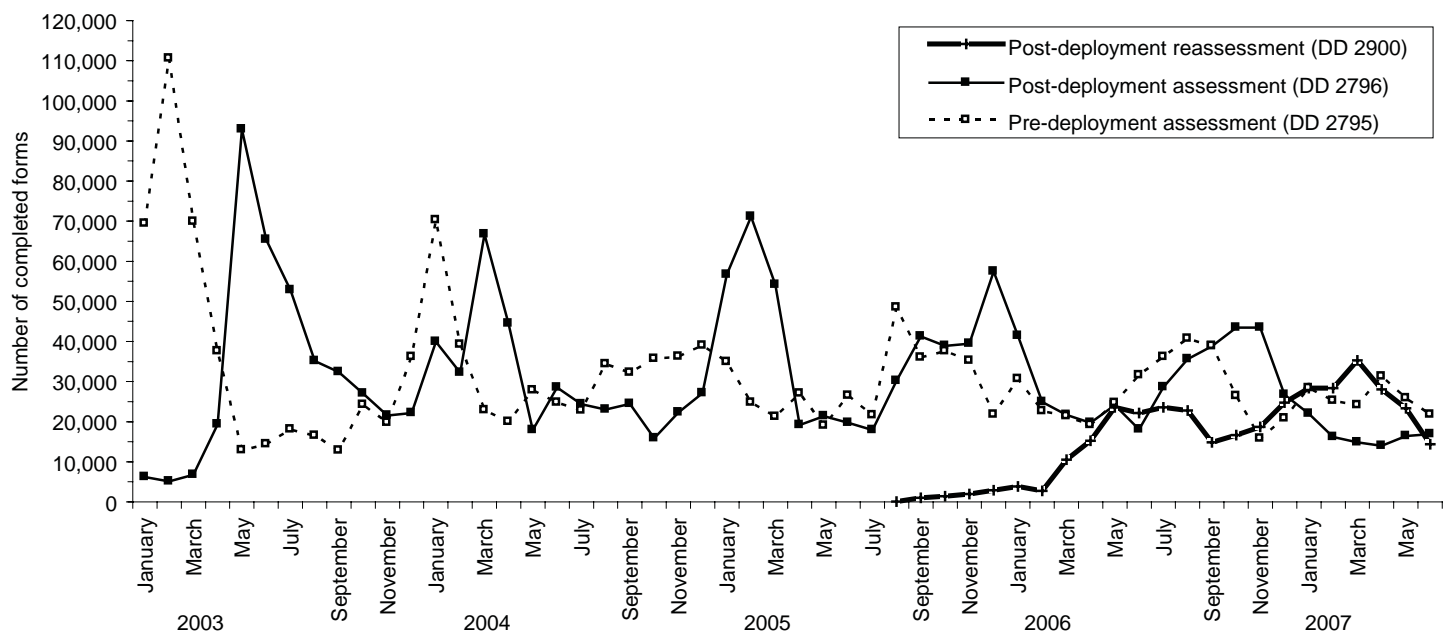 120,000
110,000
100,000
90,000
80,000
70,000
60,000
50,000
40,000
30,000
20,000
10,000
0
Number of completed forms
Post-deployment reassessment (DD 2900)
Post-deployment assessment (DD 2796)
Pre-deployment assessment (DD 2795)
January
March
May
July
September
November
January
March
May
July
September
November
January
March
May
July
September
November
January
March
May
July
September
November
January
March
May
2003
2004
2005
2006
2007